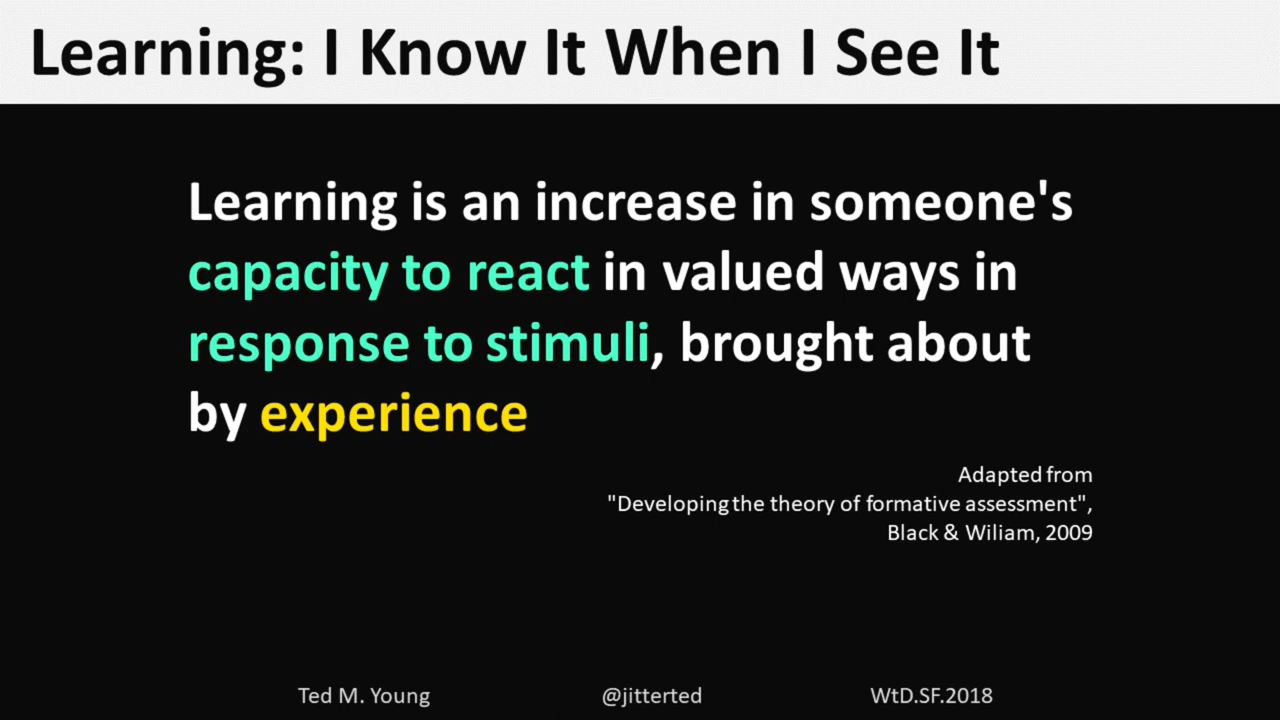 Learning: I Know It When I See It
Learning is an increase in someone's
capacity to react in valued ways in
response to stimuli, brought about
by experience
Adapted from
"Developing the theory of formative assessment",
Black & Wiliam, 2009
Ted M. Young @jitterted WtD.SF.2018